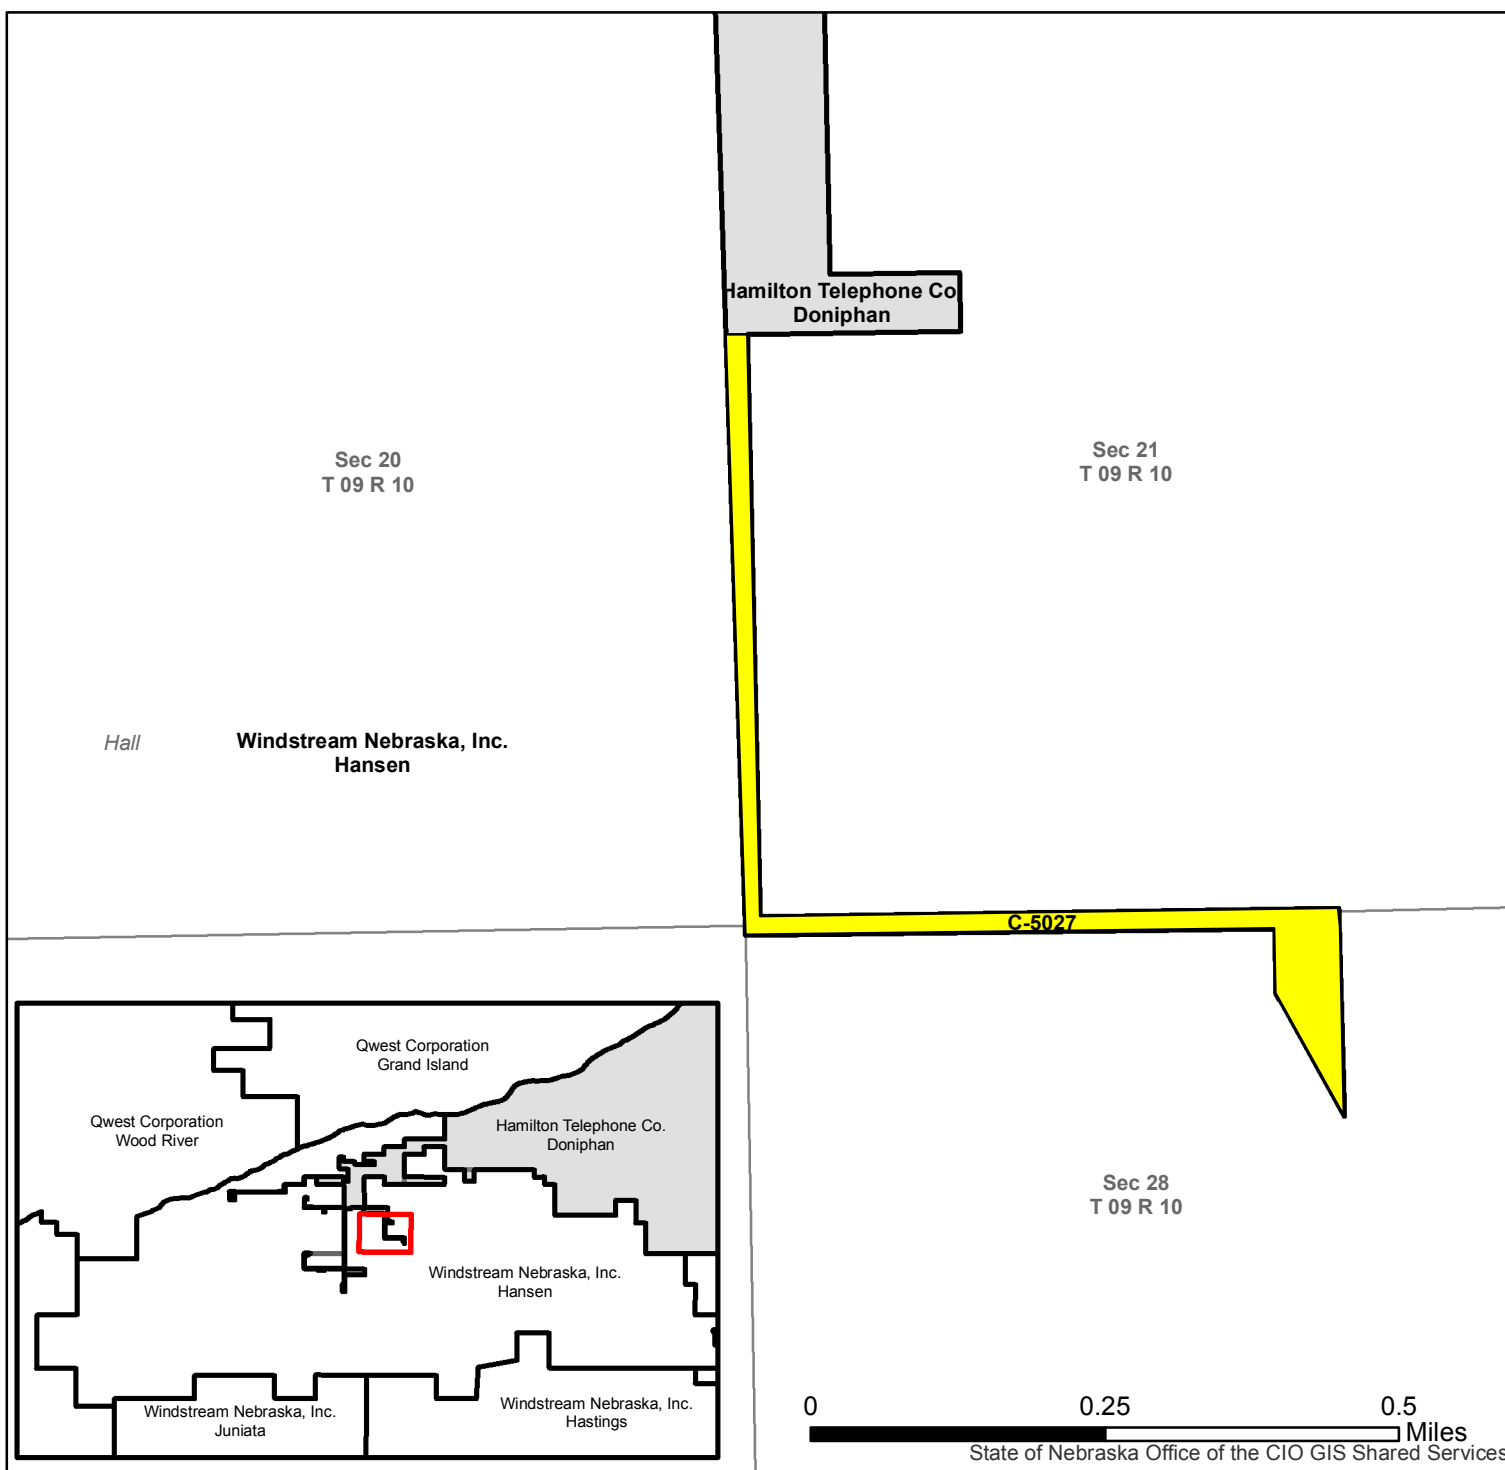 Hamilton Telephone Co
Doniphan
Sec 20
T 09 R 10
Sec 21
T 09 R 10
Hall
Windstream Nebraska, Inc.
Hansen
C-5027
Qwest Corporation
Grand Island
Qwest Corporation
Wood River
Hamilton Telephone Co.
Doniphan
Windstream Nebraska, Inc.
Hansen
Windstream Nebraska, Inc.
Juniata
Windstream Nebraska, Inc.
Hastings
Sec 28
T 09 R 10
0 0.25 0.5
Miles
State of Nebraska Office of the CIO GIS Shared Services